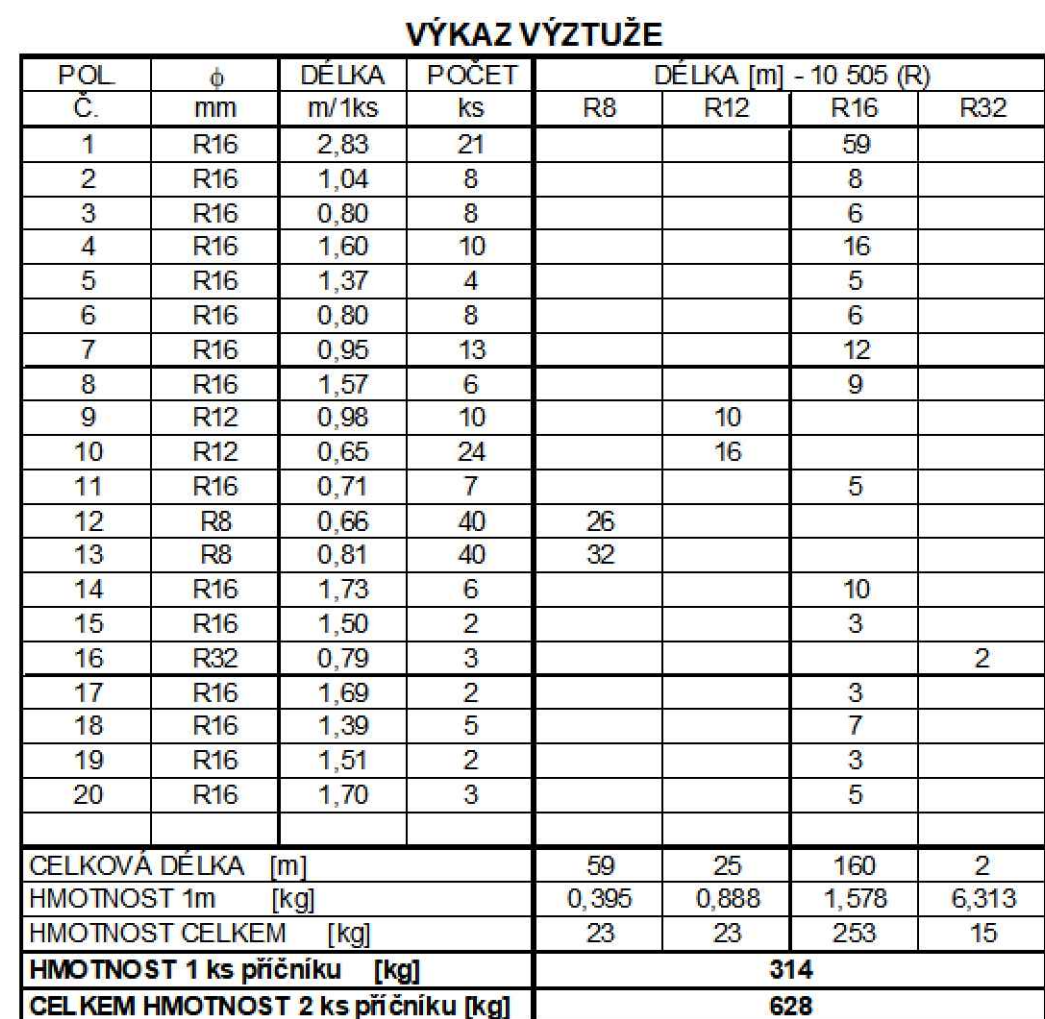 VÝKAZ VÝZTUŽE
POL. ϕ DÉLKA POČET DÉLKA [m] - 10 505 (R)
Č. mm m/1ks ks R8 R12 R16 R32
1 R16 2,83 21 59
2 R16 1,04 8 8
3 R16 0,80 8 6
4 R16 1,60 10 16
5 R16 1,37 4 5
6 R16 0,80 8 6
7 R16 0,95 13 12
8 R16 1,57 6 9
9 R12 0,98 10 10
10 R12 0,65 24 16
11 R16 0,71 7 5
12 R8 0,66 40 26
13 R8 0,81 40 32
14 R16 1,73 6 10
15 R16 1,50 2 3
16 R32 0,79 3 2
17 R16 1,69 2 3
18 R16 1,39 5 7
19 R16 1,51 2 3
20 R16 1,70 3 5
CELKOVÁ DÉLKA [m] 59 25 160 2
HMOTNOST 1m [kg] 0,395 0,888 1,578 6,313
HMOTNOST CELKEM [kg] 23 23 253 15
HMOTNOST 1 ks příčníku [kg] 314
CELKEM HMOTNOST 2 ks příčníku [kg] 628